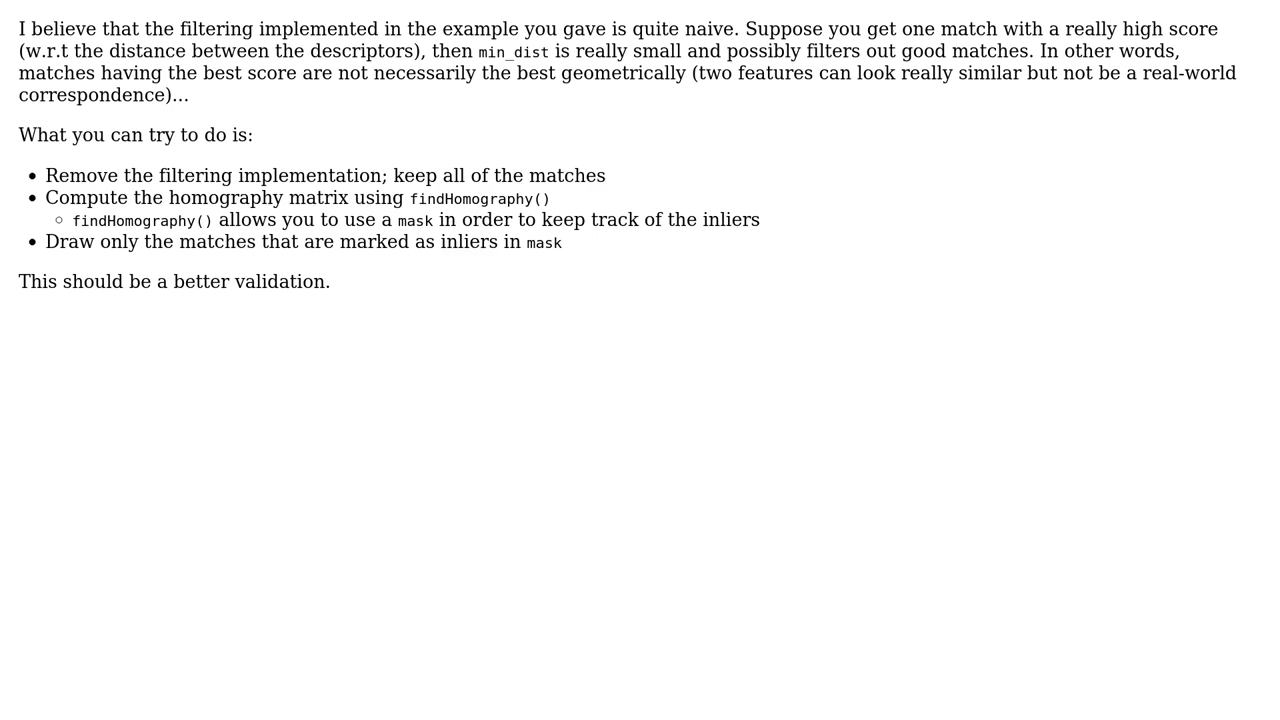 I believe that the filtering implemented in the example you gave is quite naive. Suppose you get one match with a really high score
(w.r.t the distance between the descriptors), then min_dist is really small and possibly filters out good matches. In other words,
matches having the best score are not necessarily the best geometrically (two features can look really similar but not be a real-world
correspondence)...
What you can try to do is:
• Remove the filtering implementation; keep all of the matches
• Compute the homography matrix using findHomography()
◦ findHomography() allows you to use a mask in order to keep track of the inliers
• Draw only the matches that are marked as inliers in mask
This should be a better validation.